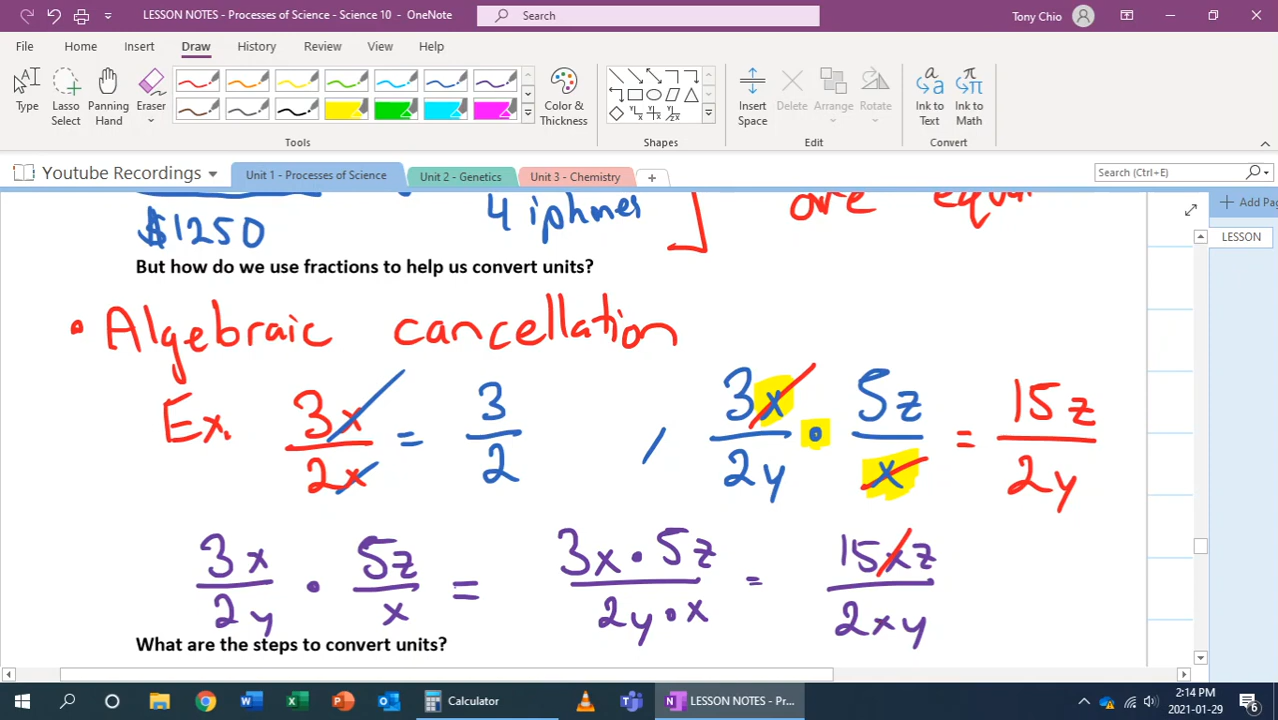 LESSON NOTES - Processes of Science - Science 10 - OneNote
Search
Tony Chio
File Home Insert Draw History Review View Help
Type
Lasso Select
Panning Hand
Eraser
Color & Thickness
Insert Space
Delete
Arrange
Rotate
Ink to Text
Ink to Math
Tools
Shapes
Edit
Convert
Youtube Recordings
Unit 1 - Processes of Science
Unit 2 - Genetics
Unit 3 - Chemistry
Search (Ctrl+E)
Add Pag
LESSON
$1250
4 iphones
are equal
But how do we use fractions to help us convert units?
• Algebraic cancellation
Ex. 3x/2x = 3/2 , 3x/2y • 5z/x = 15z/2y
3x/2y • 5z/x = 3x • 5z/2y • x = 15xz/2xy
What are the steps to convert units?
Calculator
LESSON NOTES - Pr...
2:14 PM
2021-01-29
6